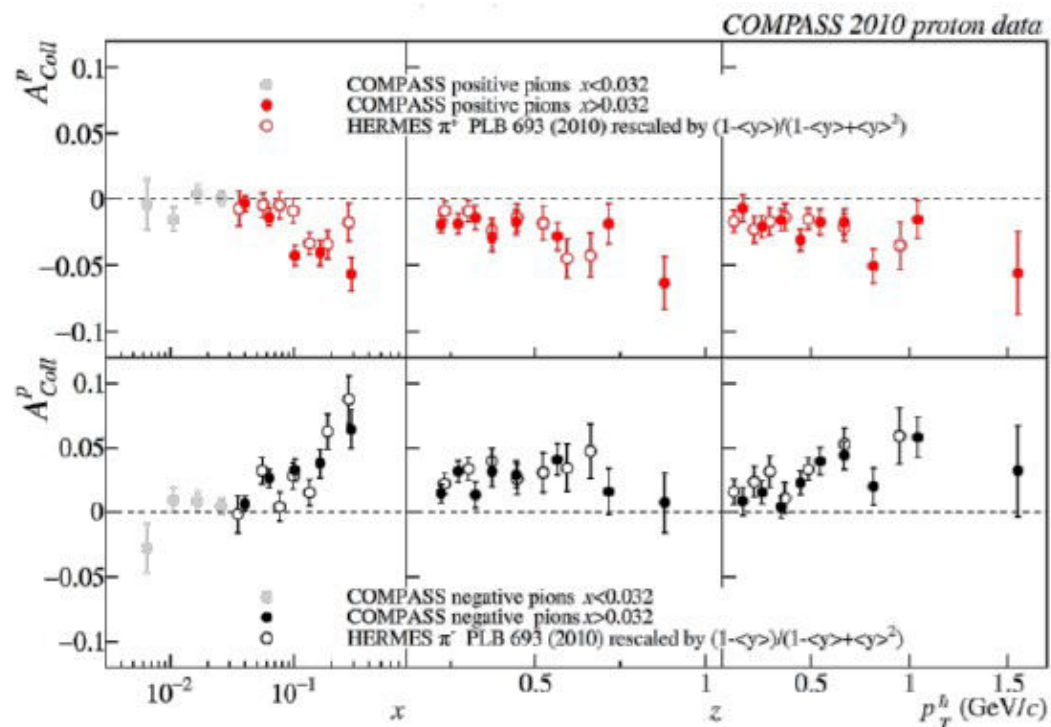 COMPASS 2010 proton data
A^p_Coll
0.1
0.05
0
−0.05
−0.1
COMPASS positive pions x<0.032
COMPASS positive pions x>0.032
HERMES π⁺ PLB 693 (2010) rescaled by (1-<y>)/(1-<y>+<y>²)
A^p_Coll
0.1
0.05
0
−0.05
−0.1
COMPASS negative pions x<0.032
COMPASS negative pions x>0.032
HERMES π⁻ PLB 693 (2010) rescaled by (1-<y>)/(1-<y>+<y>²)
10⁻² 10⁻¹ 0.5 1 0.5 1 1.5
x z p_T^h (GeV/c)